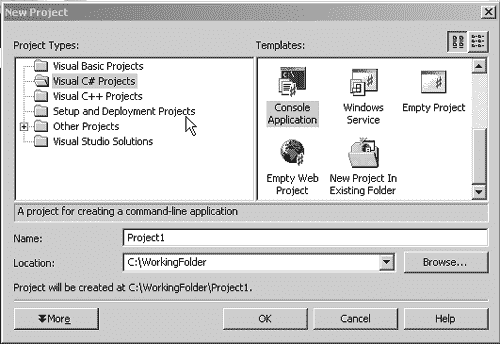 New Project
Project Types:
Templates:
Visual Basic Projects
Visual C# Projects
Visual C++ Projects
Setup and Deployment Projects
Other Projects
Visual Studio Solutions
Console
Application
Windows
Service
Empty Project
Empty Web
Project
New Project In
Existing Folder
A project for creating a command-line application
Name:
Project1
Location:
C:\WorkingFolder
Browse...
Project will be created at C:\WorkingFolder\Project1.
More
OK
Cancel
Help